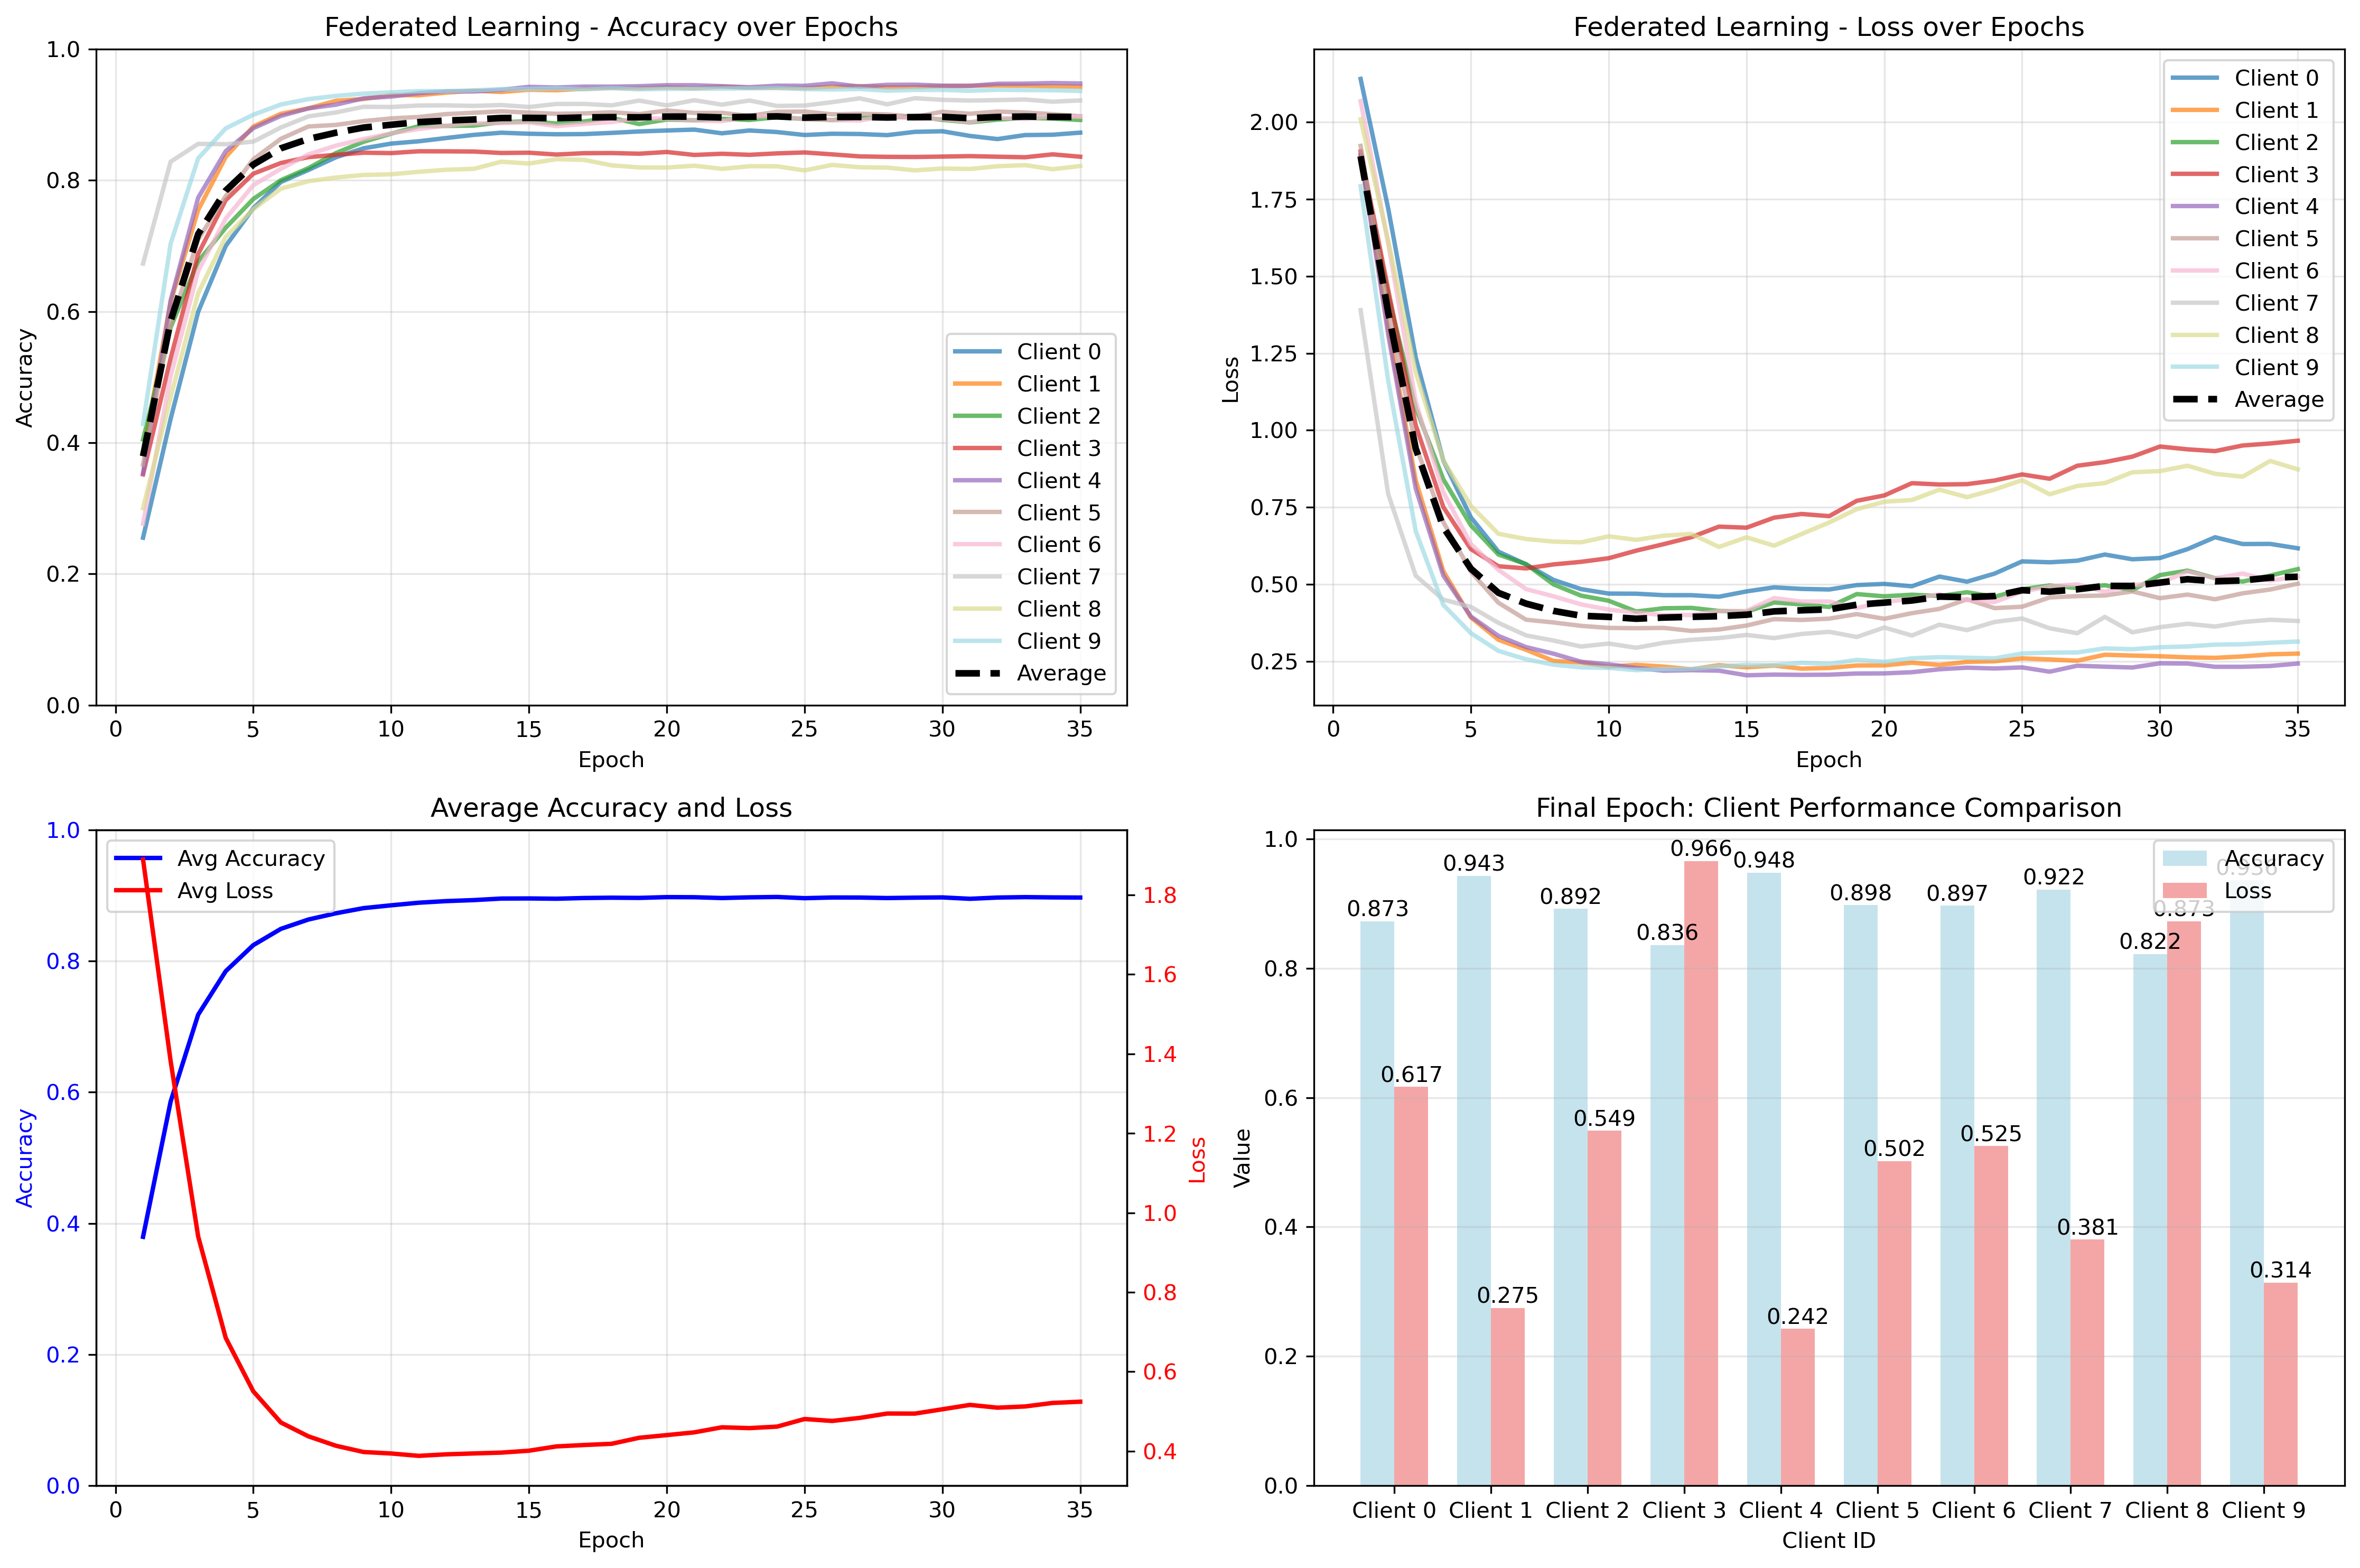 Federated Learning - Accuracy over Epochs
1.0
0.8
0.6
0.4
0.2
0.0
Accuracy
0 5 10 15 20 25 30 35
Epoch
Client 0
Client 1
Client 2
Client 3
Client 4
Client 5
Client 6
Client 7
Client 8
Client 9
Average
Federated Learning - Loss over Epochs
2.00
1.75
1.50
1.25
1.00
0.75
0.50
0.25
Loss
0 5 10 15 20 25 30 35
Epoch
Client 0
Client 1
Client 2
Client 3
Client 4
Client 5
Client 6
Client 7
Client 8
Client 9
Average
Average Accuracy and Loss
1.0
0.8
0.6
0.4
0.2
0.0
Accuracy
Avg Accuracy
Avg Loss
1.8
1.6
1.4
1.2
1.0
0.8
0.6
0.4
Loss
0 5 10 15 20 25 30 35
Epoch
Final Epoch: Client Performance Comparison
1.0
0.8
0.6
0.4
0.2
0.0
Value
Accuracy
Loss
0.873
0.943
0.892
0.836
0.948
0.898
0.897
0.922
0.822
0.936
0.617
0.275
0.549
0.966
0.242
0.502
0.525
0.381
0.873
0.314
Client 0 Client 1 Client 2 Client 3 Client 4 Client 5 Client 6 Client 7 Client 8 Client 9
Client ID